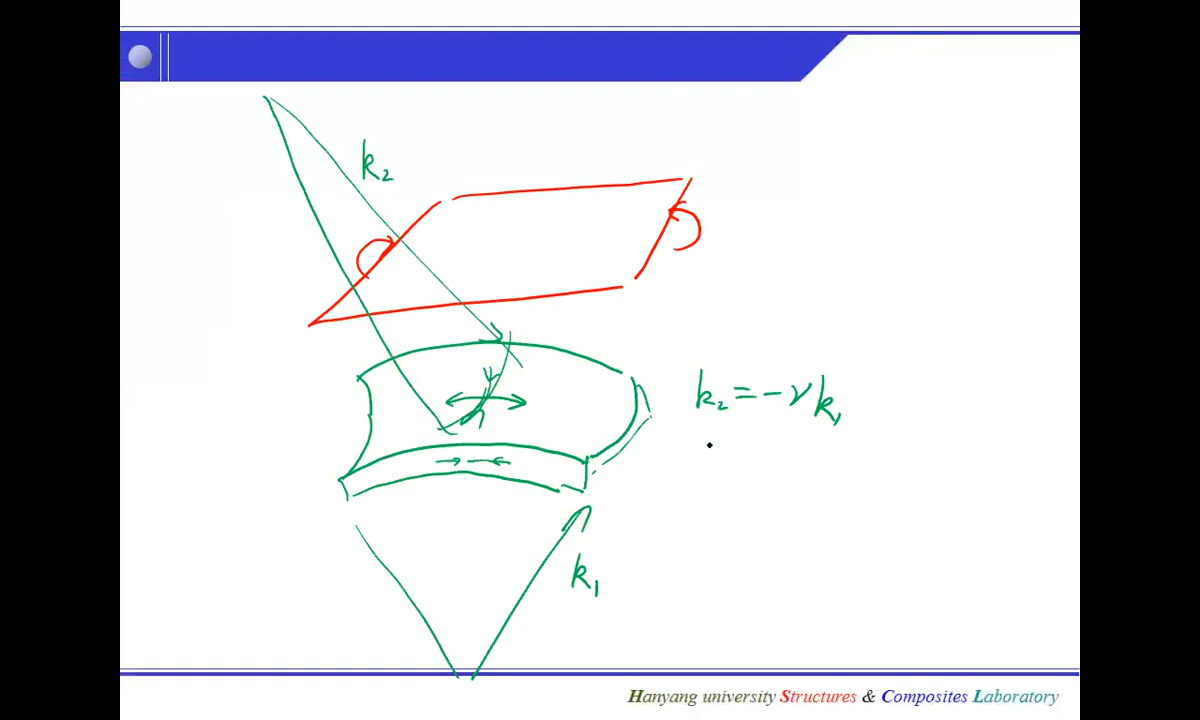 k₂
k₂ = -νk₁
k₁
Hanyang university Structures & Composites Laboratory